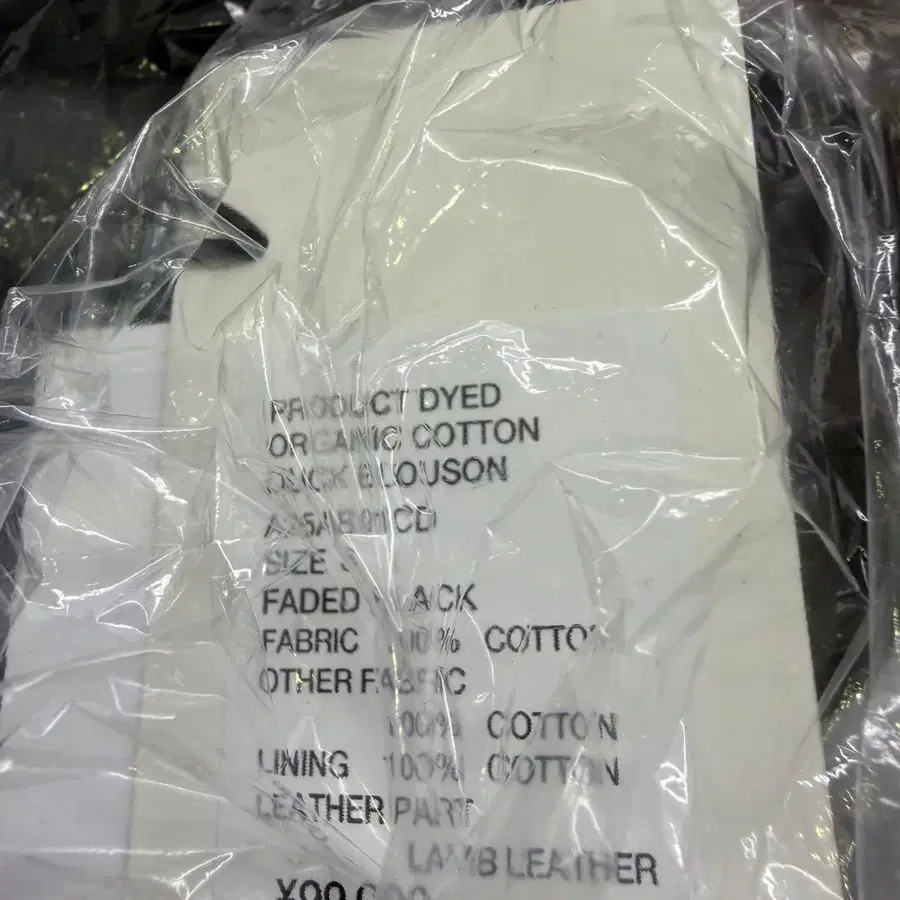 PRODUCT DYED
ORGANIC COTTON
DUCK BLOUSON
A25AB01CD
SIZE
FADED BLACK
FABRIC 100% COTTON
OTHER FABRIC
100% COTTON
LINING 100% COTTON
LEATHER PART
LAMB LEATHER